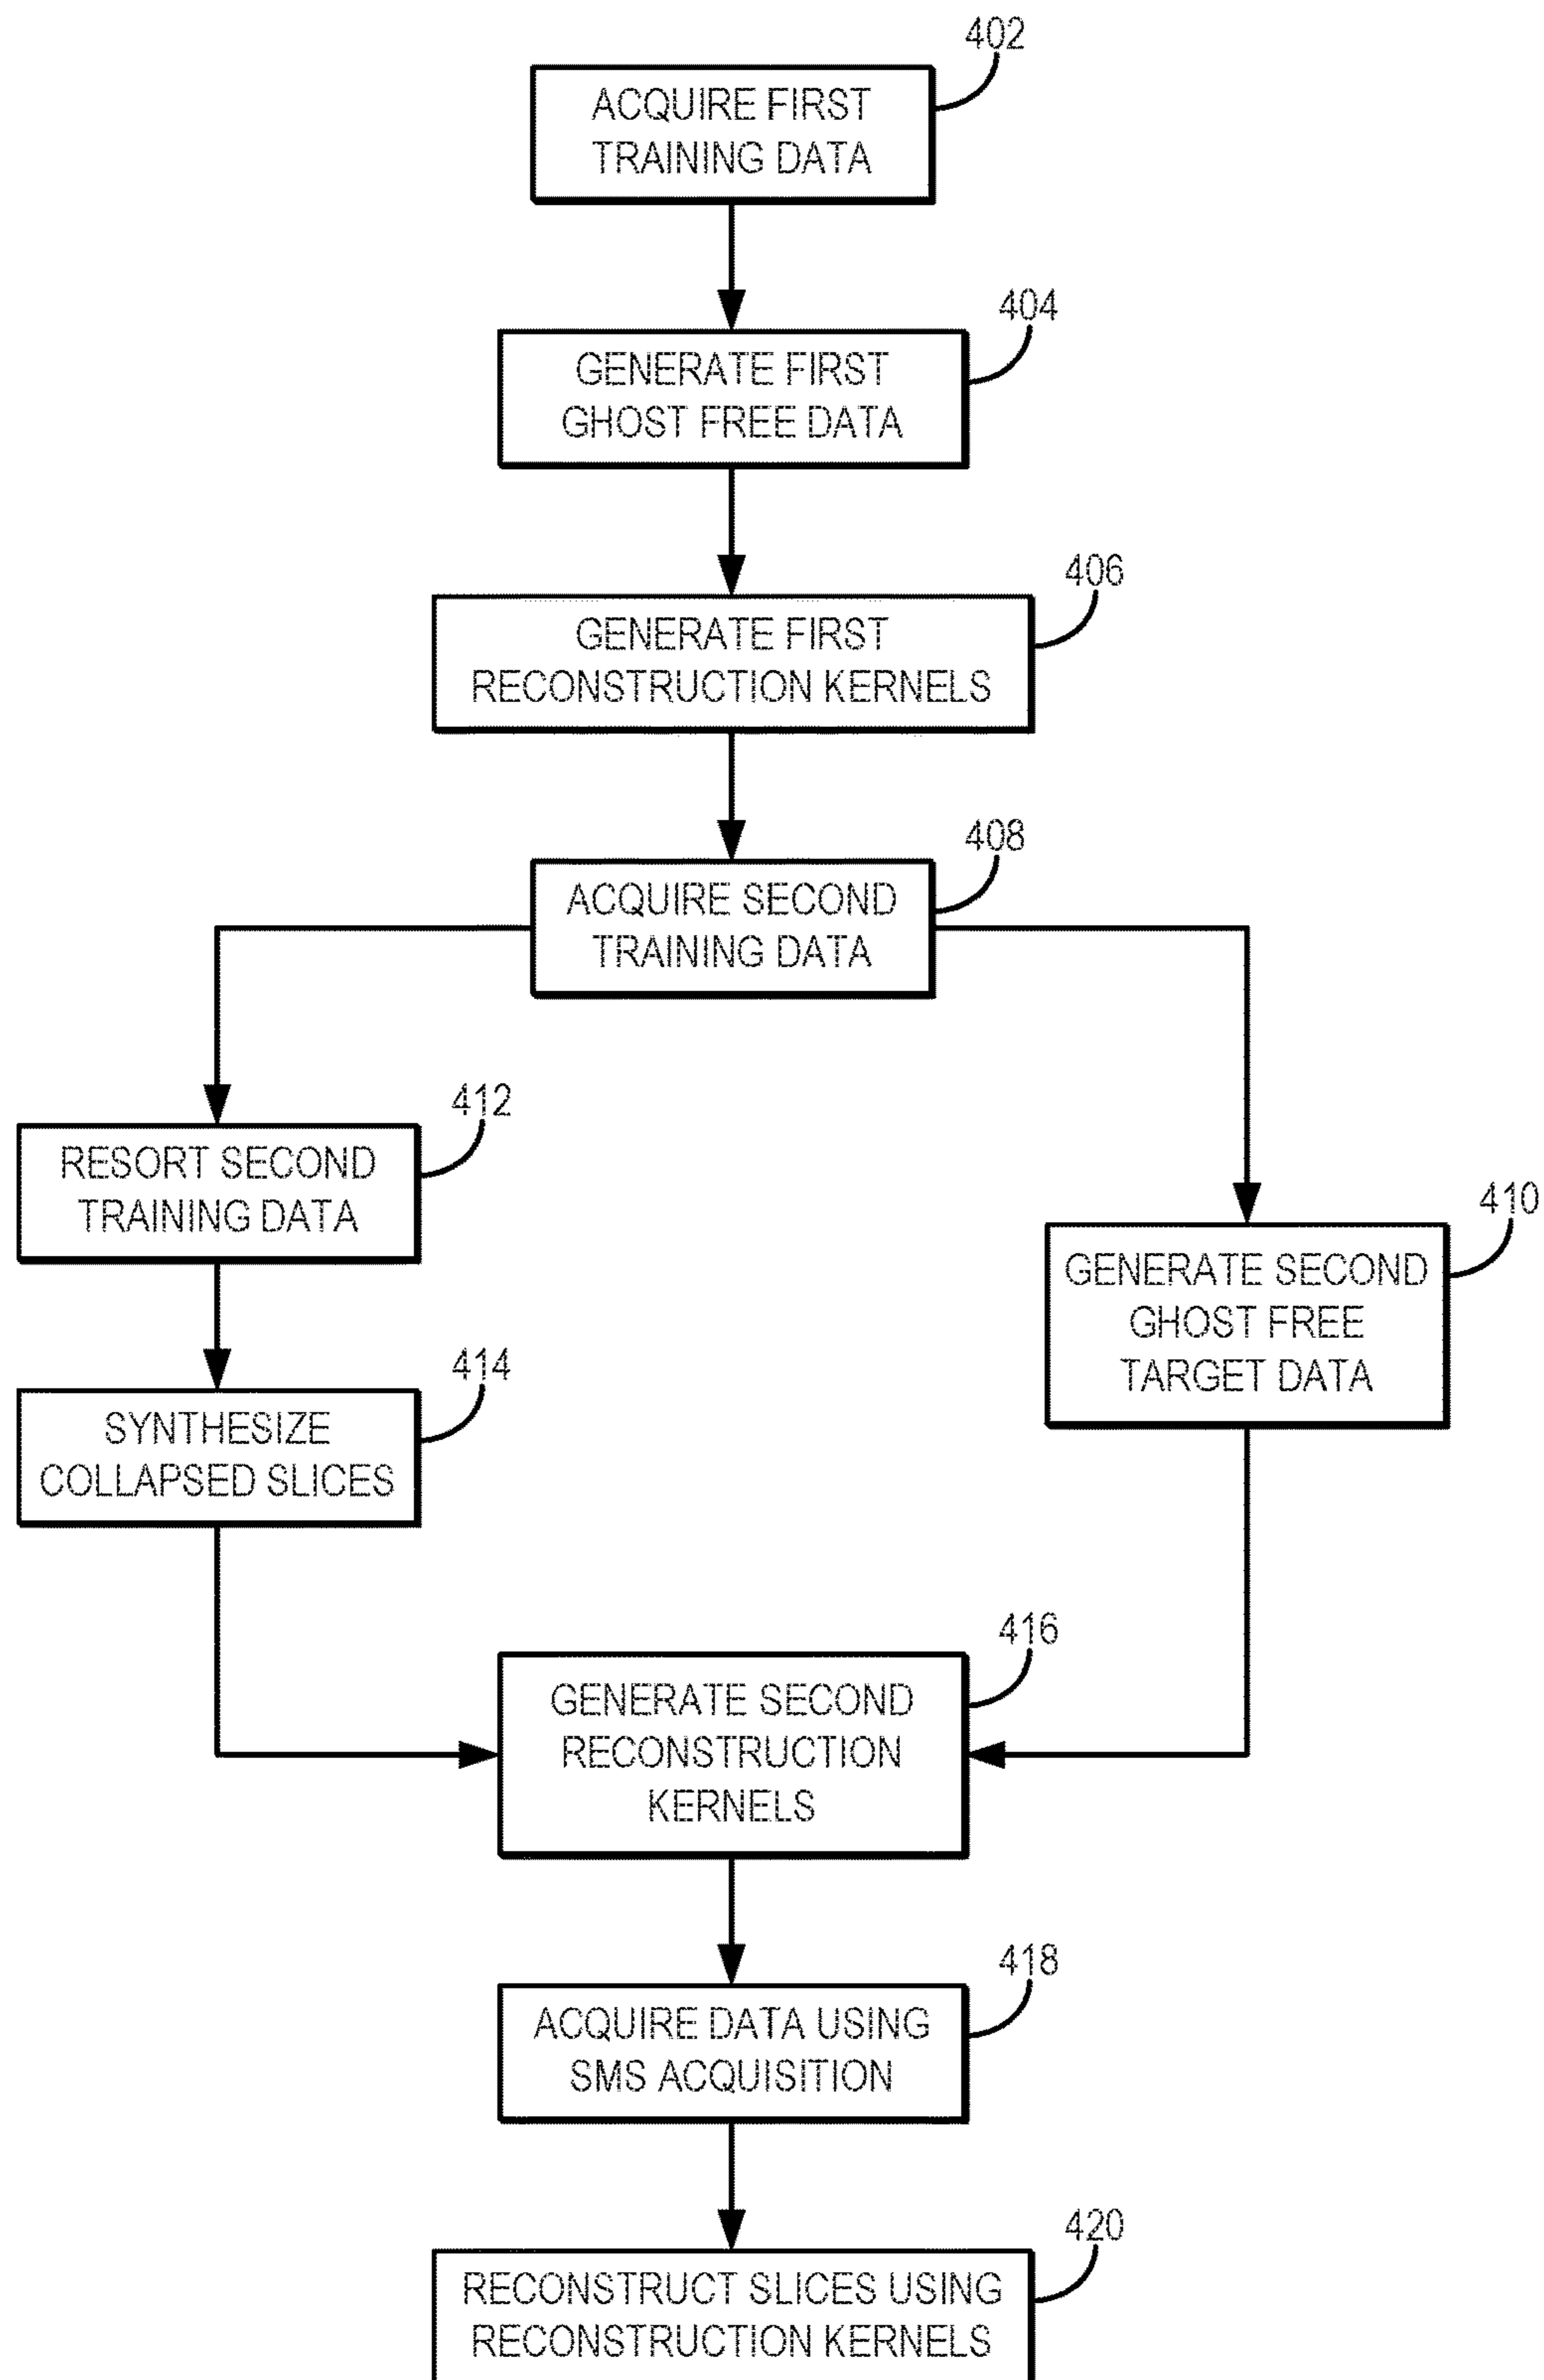 402
ACQUIRE FIRST
TRAINING DATA
404
GENERATE FIRST
GHOST FREE DATA
406
GENERATE FIRST
RECONSTRUCTION KERNELS
408
ACQUIRE SECOND
TRAINING DATA
412
RESORT SECOND
TRAINING DATA
410
GENERATE SECOND
GHOST FREE
TARGET DATA
414
SYNTHESIZE
COLLAPSED SLICES
416
GENERATE SECOND
RECONSTRUCTION
KERNELS
418
ACQUIRE DATA USING
SMS ACQUISITION
420
RECONSTRUCT SLICES USING
RECONSTRUCTION KERNELS